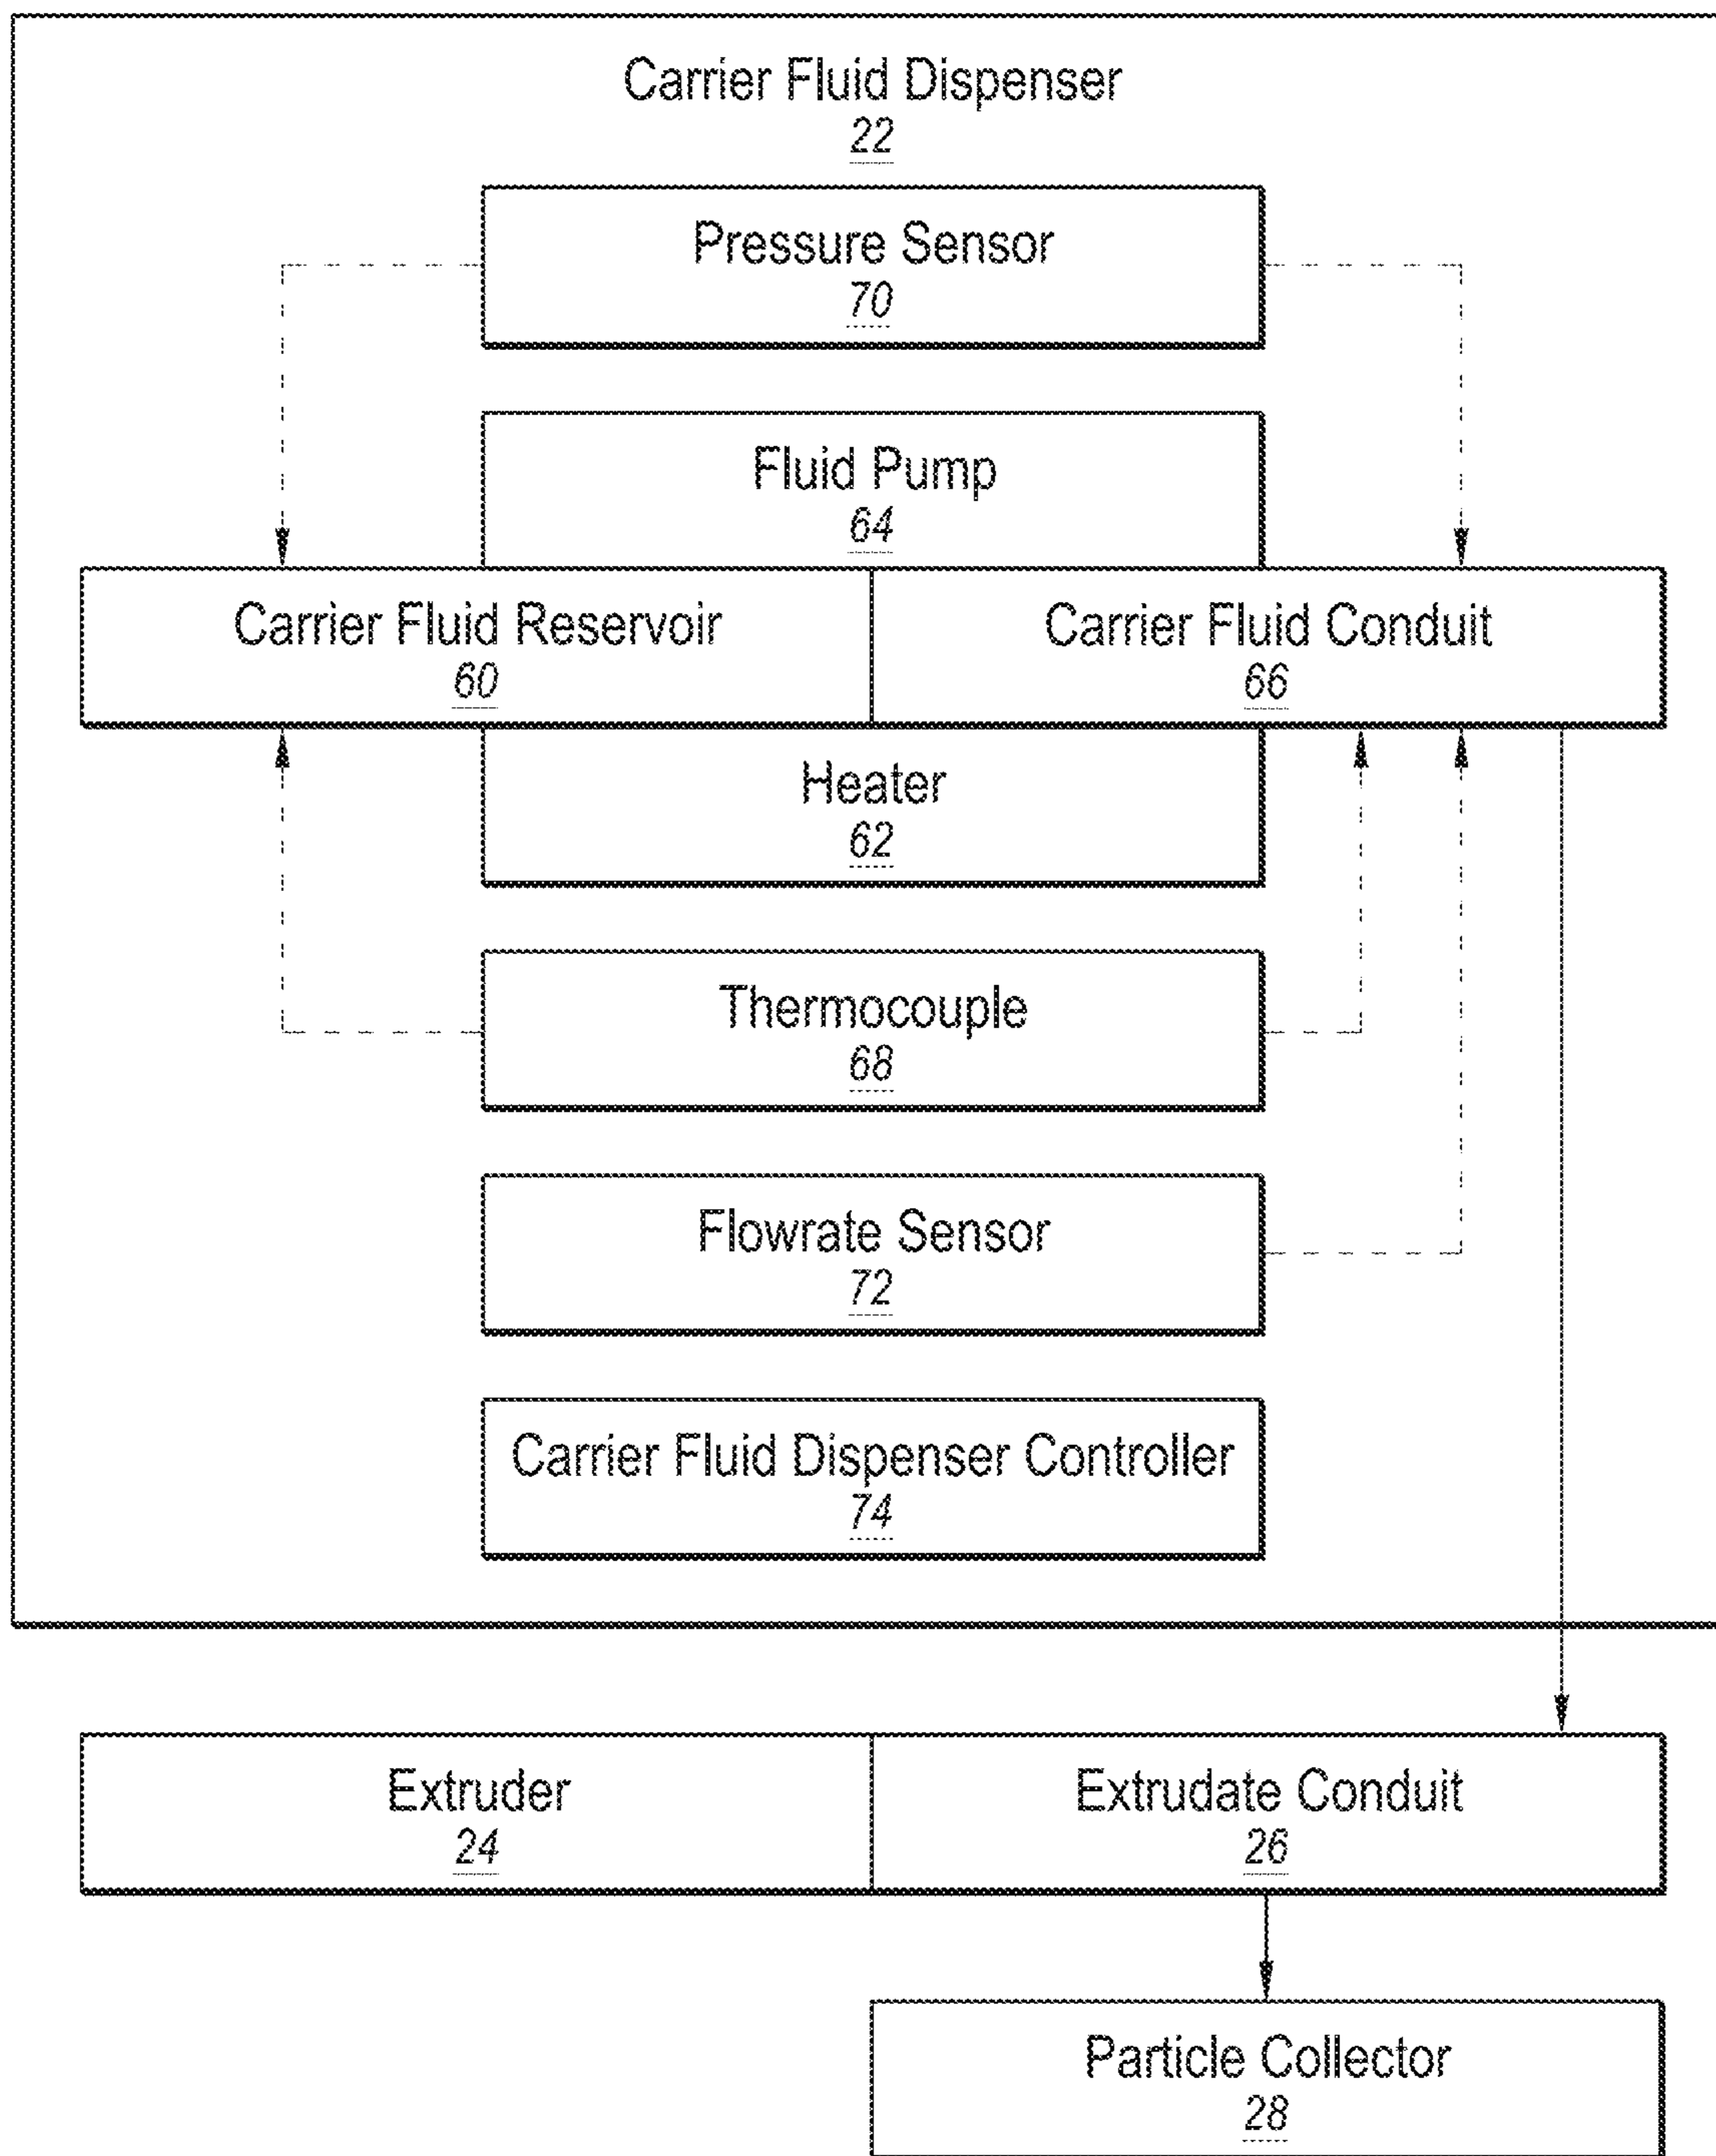 Carrier Fluid Dispenser
22
Pressure Sensor
70
Fluid Pump
64
Carrier Fluid Reservoir
60
Carrier Fluid Conduit
66
Heater
62
Thermocouple
68
Flowrate Sensor
72
Carrier Fluid Dispenser Controller
74
Extruder
24
Extrudate Conduit
26
Particle Collector
28